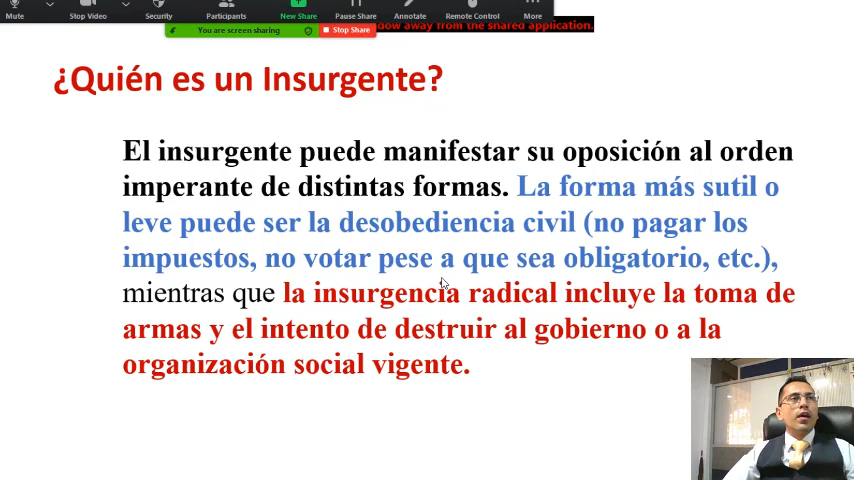 Mute
Stop Video
Security
Participants
New Share
Pause Share
Annotate
Remote Control
More
You are screen sharing
Stop Share
dow away from the shared application.
¿Quién es un Insurgente?
El insurgente puede manifestar su oposición al orden
imperante de distintas formas. La forma más sutil o
leve puede ser la desobediencia civil (no pagar los
impuestos, no votar pese a que sea obligatorio, etc.),
mientras que la insurgencia radical incluye la toma de
armas y el intento de destruir al gobierno o a la
organización social vigente.